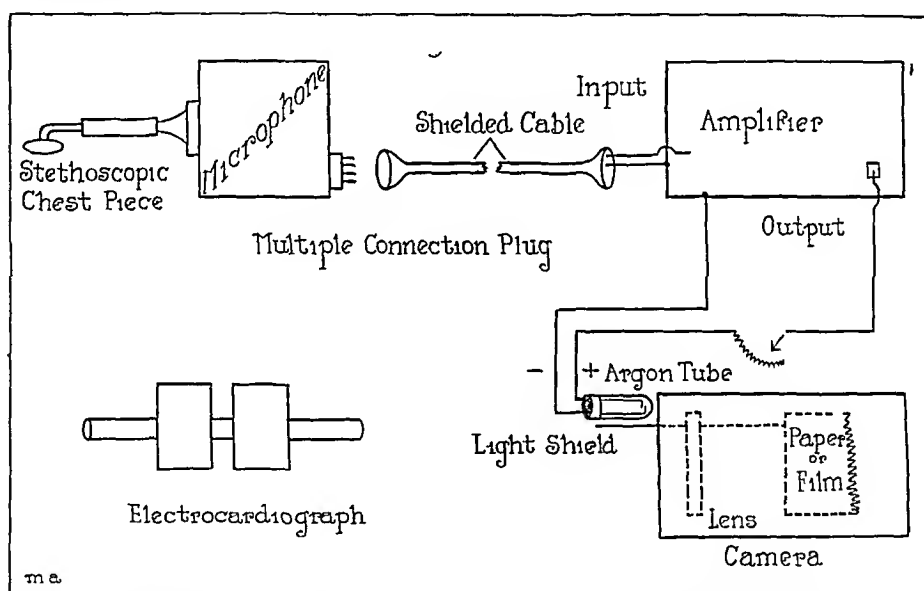 Microphone
Stethoscopic
Chest Piece
Shielded Cable
Input
Amplifier
Output
Multiple Connection Plug
- + Argon Tube
Light Shield
Paper
or
Film
Lens
Camera
Electrocardiograph
ma